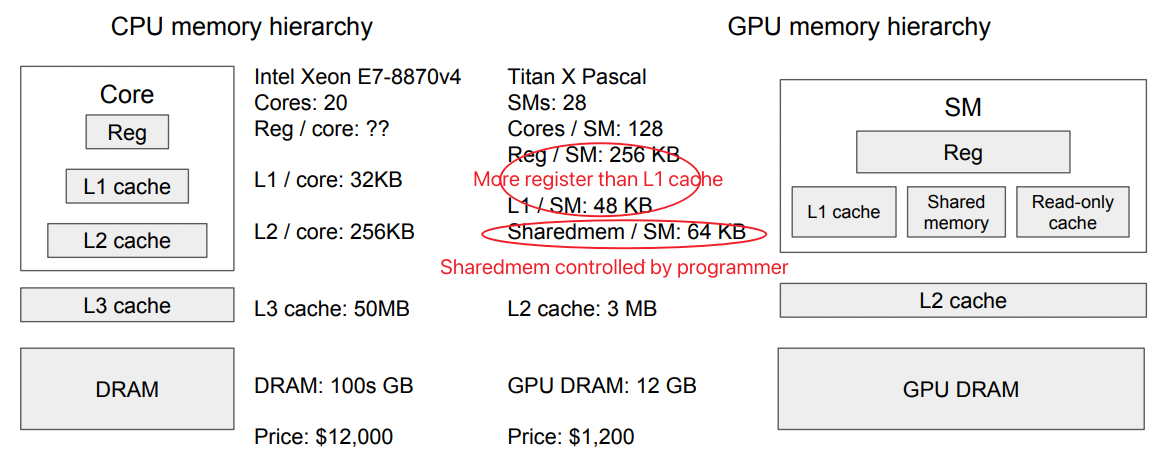 CPU memory hierarchy
GPU memory hierarchy
Core
Reg
L1 cache
L2 cache
L3 cache
DRAM
Intel Xeon E7-8870v4
Cores: 20
Reg / core: ??
L1 / core: 32KB
L2 / core: 256KB
L3 cache: 50MB
DRAM: 100s GB
Price: $12,000
Titan X Pascal
SMs: 28
Cores / SM: 128
Reg / SM: 256 KB
More register than L1 cache
L1 / SM: 48 KB
Sharedmem / SM: 64 KB
Sharedmem controlled by programmer
L2 cache: 3 MB
GPU DRAM: 12 GB
Price: $1,200
SM
Reg
L1 cache
Shared
memory
Read-only
cache
L2 cache
GPU DRAM